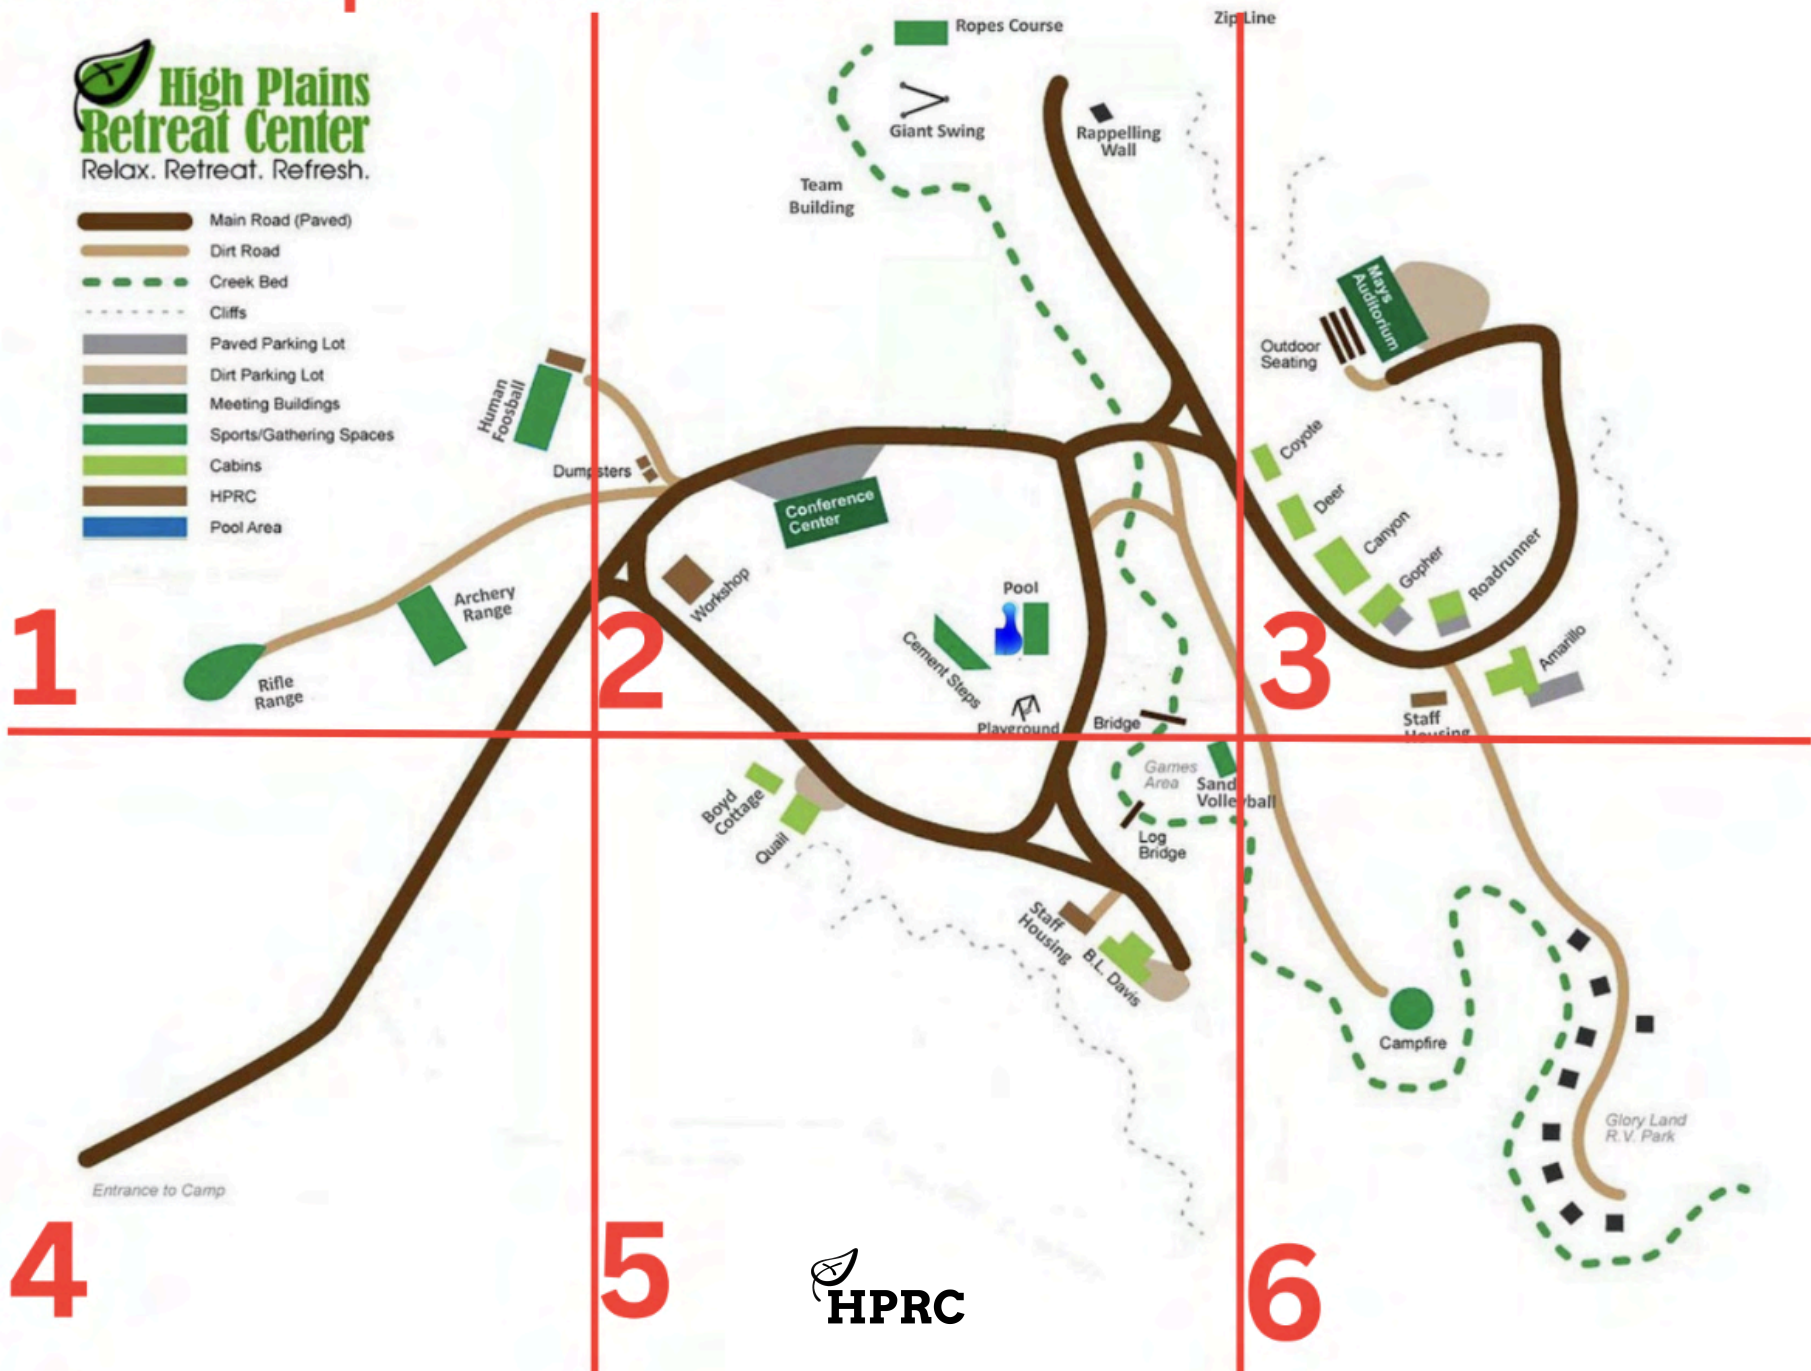 High Plains
Retreat Center
Relax. Retreat. Refresh.
Main Road (Paved)
Dirt Road
Creek Bed
Cliffs
Paved Parking Lot
Dirt Parking Lot
Meeting Buildings
Sports/Gathering Spaces
Cabins
HPRC
Pool Area
Human
Foosball
Dumpsters
Archery
Range
Rifle
Range
1
Ropes Course
Zip Line
Giant Swing
Rappelling
Wall
Team
Building
Conference
Center
Workshop
Pool
Cement Steps
Playground
Bridge
2
Mays
Auditorium
Outdoor
Seating
Coyote
Deer
Canyon
Gopher
Roadrunner
Amarillo
Staff
Housing
3
Entrance to Camp
4
Boyd
Cottage
Quail
Games
Area
Sand
Volleyball
Log
Bridge
Staff
Housing
B.L. Davis
5
HPRC
Campfire
Glory Land
R.V. Park
6